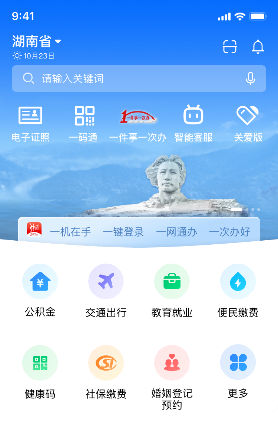 9:41
湖南省
10月23日
请输入关键词
电子证照 一码通 一件事一次办 智能客服 关爱版
一机在手 一键登录 一网通办 一次办好
公积金 交通出行 教育就业 便民缴费
健康码 社保缴费 婚姻登记 更多
预约